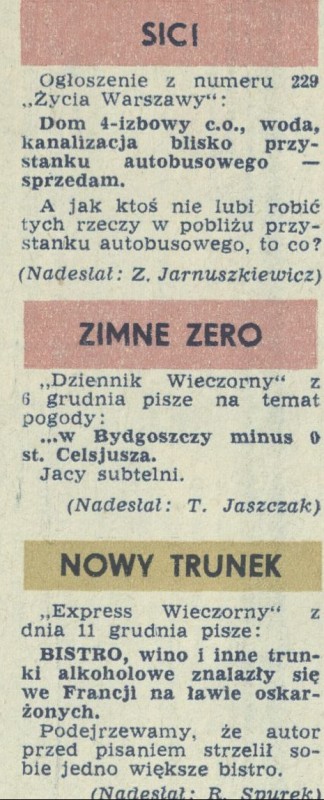 SICI
Ogłoszenie z numeru 229
„Życia Warszawy":
Dom 4-izbowy c.o., woda,
kanalizacja blisko przy-
stanku autobusowego —
sprzedam.
A jak ktoś nie lubi robić
tych rzeczy w pobliżu przy-
stanku autobusowego, to co?
(Nadesłał: Z. Jarnuszkiewicz)
ZIMNE ZERO
„Dziennik Wieczorny" z
6 grudnia pisze na temat
pogody:
...w Bydgoszczy minus 0
st. Celsjusza.
Jacy subtelni.
(Nadesłał: T. Jaszczak)
NOWY TRUNEK
„Express Wieczorny" z
dnia 11 grudnia pisze:
BISTRO, wino i inne trun-
ki alkoholowe znalazły się
we Francji na ławie oskar-
żonych.
Podejrzewamy, że autor
przed pisaniem strzelił so-
bie jedno większe bistro.
(Nadesłał: R. Spurek)